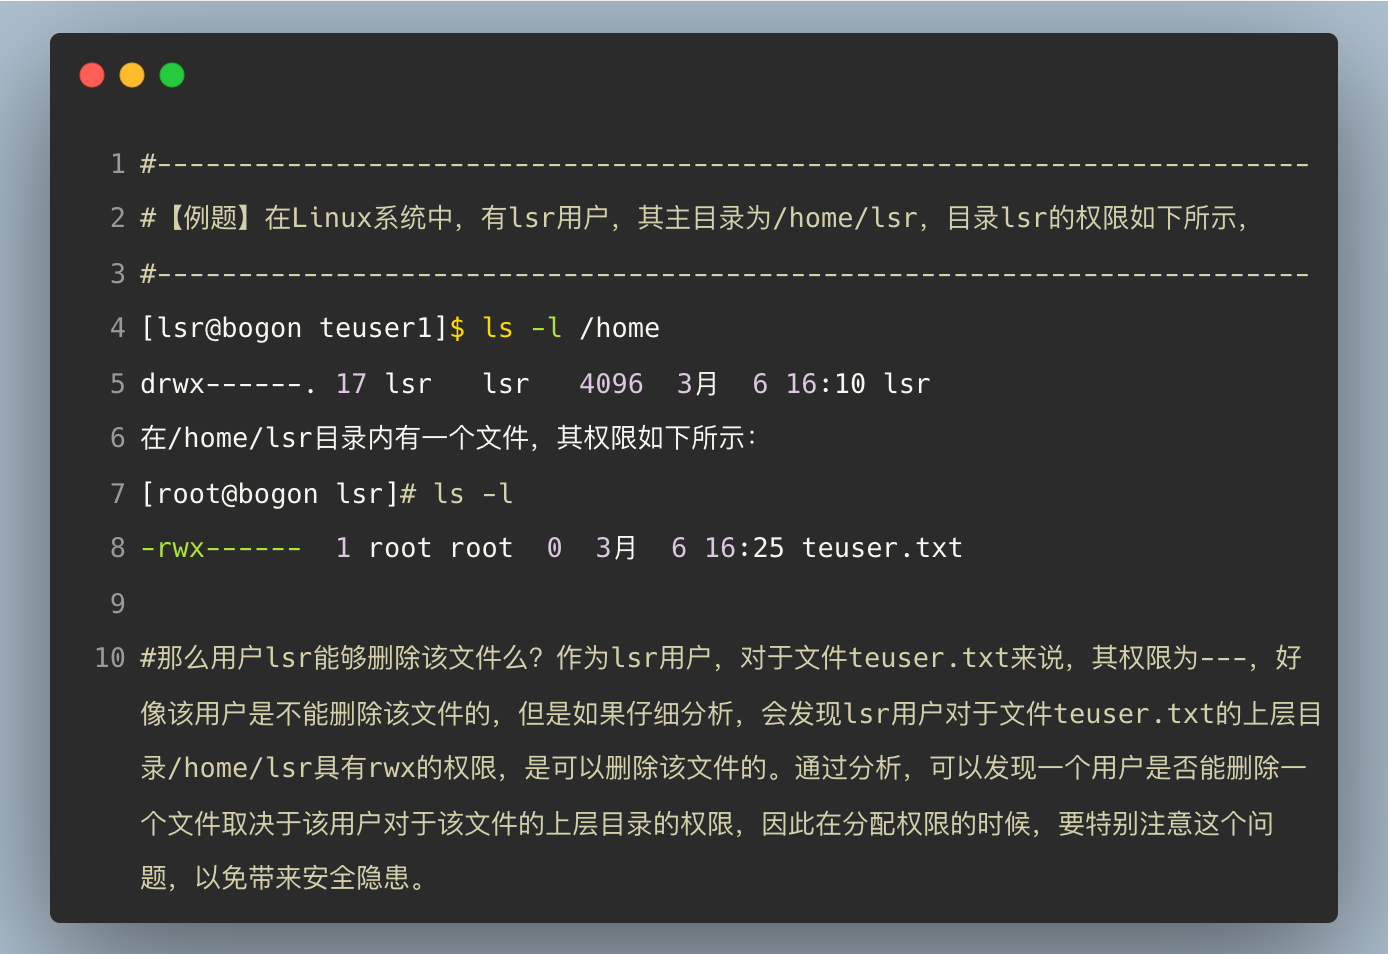 1 #-----------------------------------------------------------------------
2 #【例题】在Linux系统中，有lsr用户，其主目录为/home/lsr，目录lsr的权限如下所示，
3 #-----------------------------------------------------------------------
4 [lsr@bogon teuser1]$ ls -l /home
5 drwx------. 17 lsr   lsr   4096  3月  6 16:10 lsr
6 在/home/lsr目录内有一个文件，其权限如下所示：
7 [root@bogon lsr]# ls -l
8 -rwx------  1 root root  0  3月  6 16:25 teuser.txt
9
10 #那么用户lsr能够删除该文件么？作为lsr用户，对于文件teuser.txt来说，其权限为---，好
像该用户是不能删除该文件的，但是如果仔细分析，会发现lsr用户对于文件teuser.txt的上层目
录/home/lsr具有rwx的权限，是可以删除该文件的。通过分析，可以发现一个用户是否能删除一
个文件取决于该用户对于该文件的上层目录的权限，因此在分配权限的时候，要特别注意这个问
题，以免带来安全隐患。